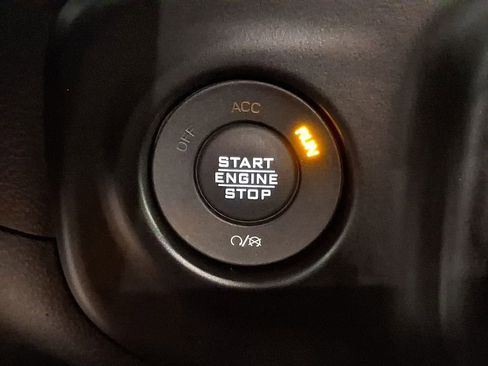 ACC
OFF
RUN
START
ENGINE
STOP